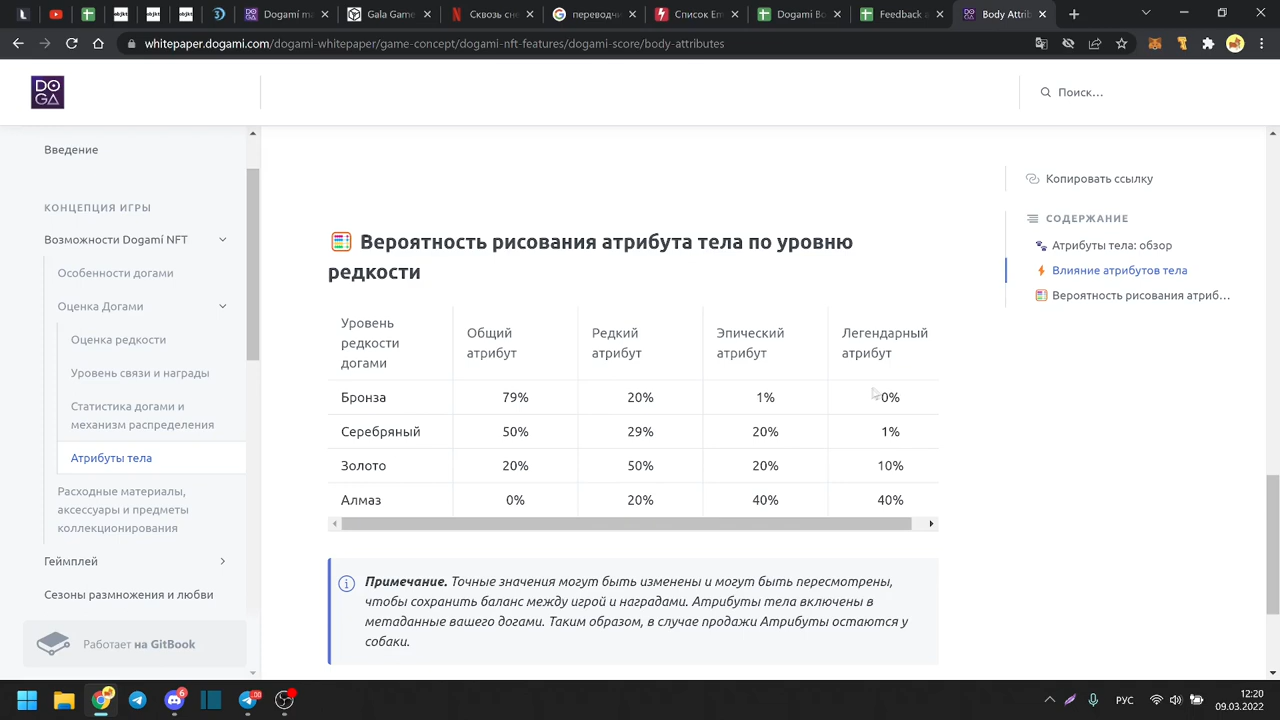 Dogami ma
Gala Game
Сквозь сне
переводчи
Список Em
Dogami Bo
Feedback a
Body Attrib
whitepaper.dogami.com/dogami-whitepaper/game-concept/dogami-nft-features/dogami-score/body-attributes
DO
GA
Поиск...
Введение
КОНЦЕПЦИЯ ИГРЫ
Возможности Dogamí NFT
Особенности догами
Оценка Догами
Оценка редкости
Уровень связи и награды
Статистика догами и
механизм распределения
Атрибуты тела
Расходные материалы,
аксессуары и предметы
коллекционирования
Геймплей
Сезоны размножения и любви
Работает на GitBook
Вероятность рисования атрибута тела по уровню
редкости
Уровень редкости догами Общий атрибут Редкий атрибут Эпический атрибут Легендарный атрибут
Бронза 79% 20% 1% 0%
Серебряный 50% 29% 20% 1%
Золото 20% 50% 20% 10%
Алмаз 0% 20% 40% 40%
Примечание. Точные значения могут быть изменены и могут быть пересмотрены,
чтобы сохранить баланс между игрой и наградами. Атрибуты тела включены в
метаданные вашего догами. Таким образом, в случае продажи Атрибуты остаются у
собаки.
Копировать ссылку
СОДЕРЖАНИЕ
Атрибуты тела: обзор
Влияние атрибутов тела
Вероятность рисования атриб...
РУС
12:20
09.03.2022